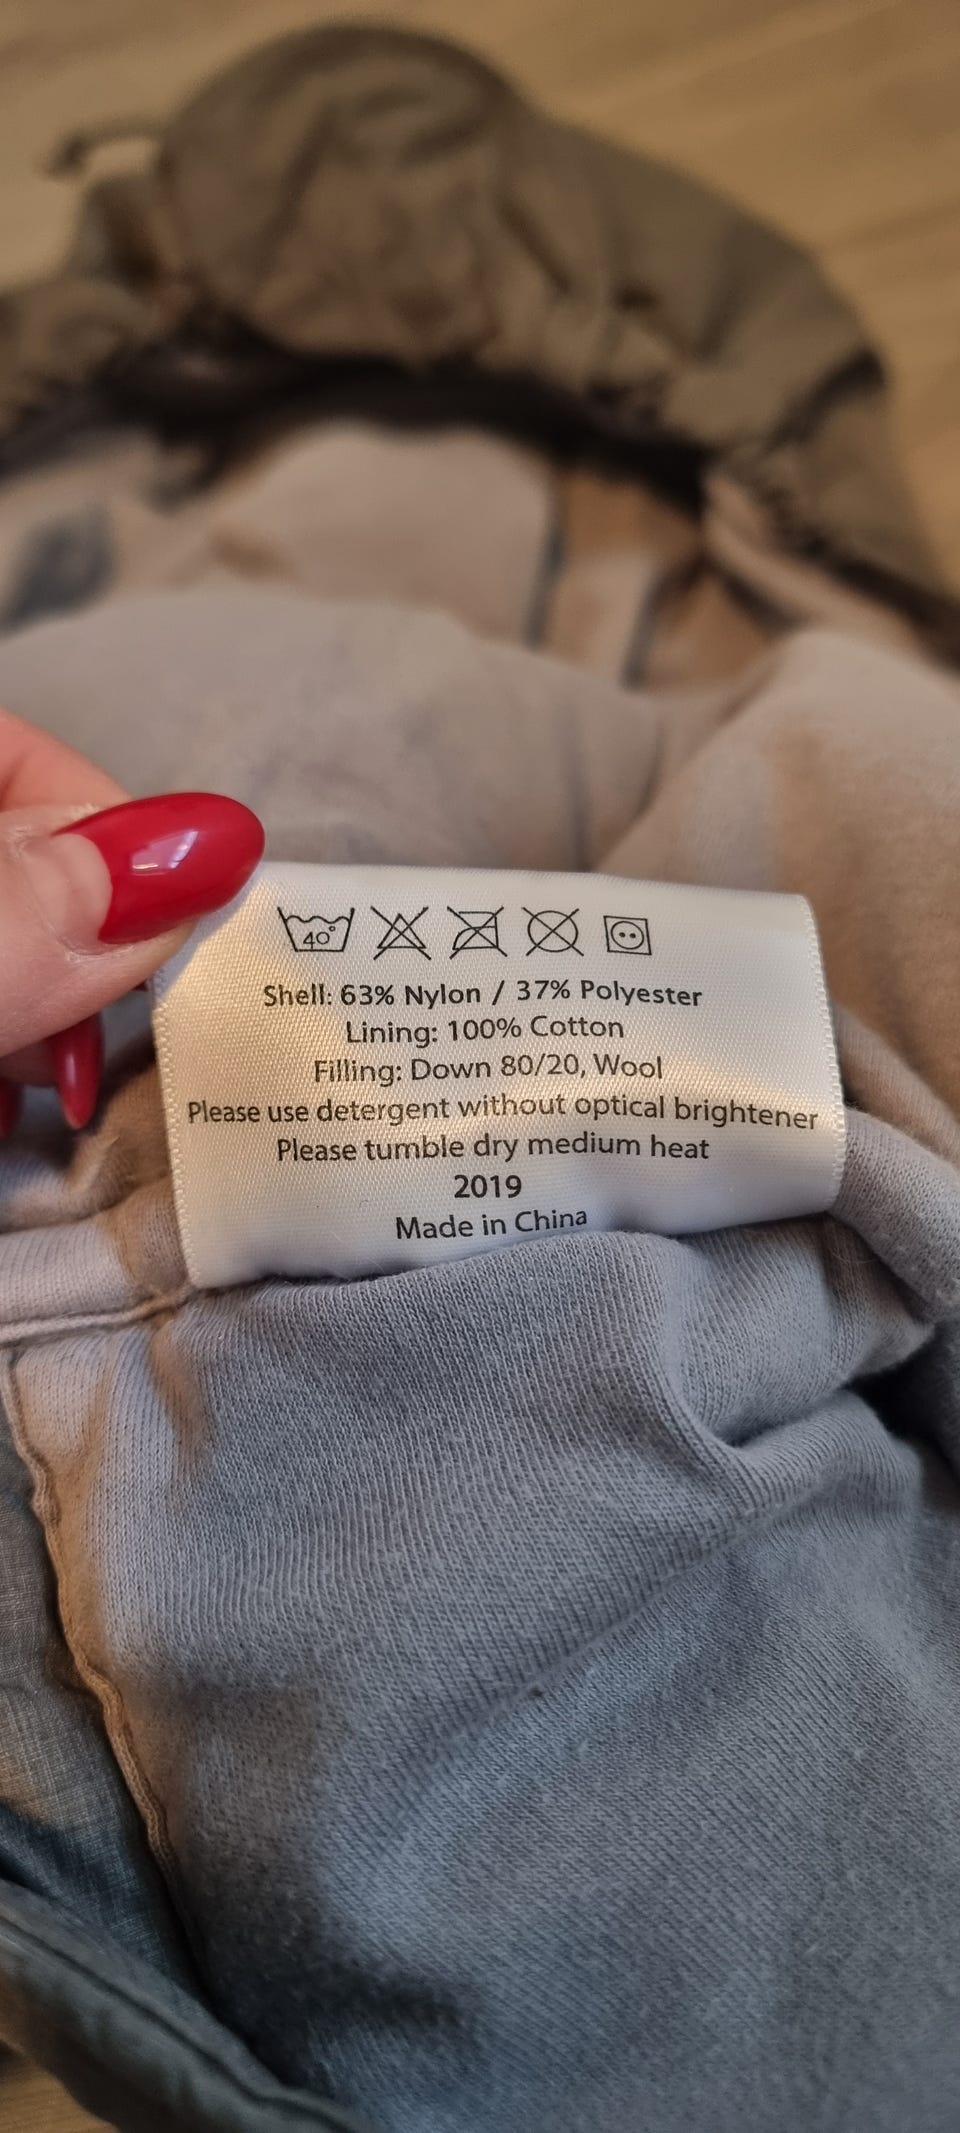 40°
Shell: 63% Nylon / 37% Polyester
Lining: 100% Cotton
Filling: Down 80/20, Wool
Please use detergent without optical brightener
Please tumble dry medium heat
2019
Made in China